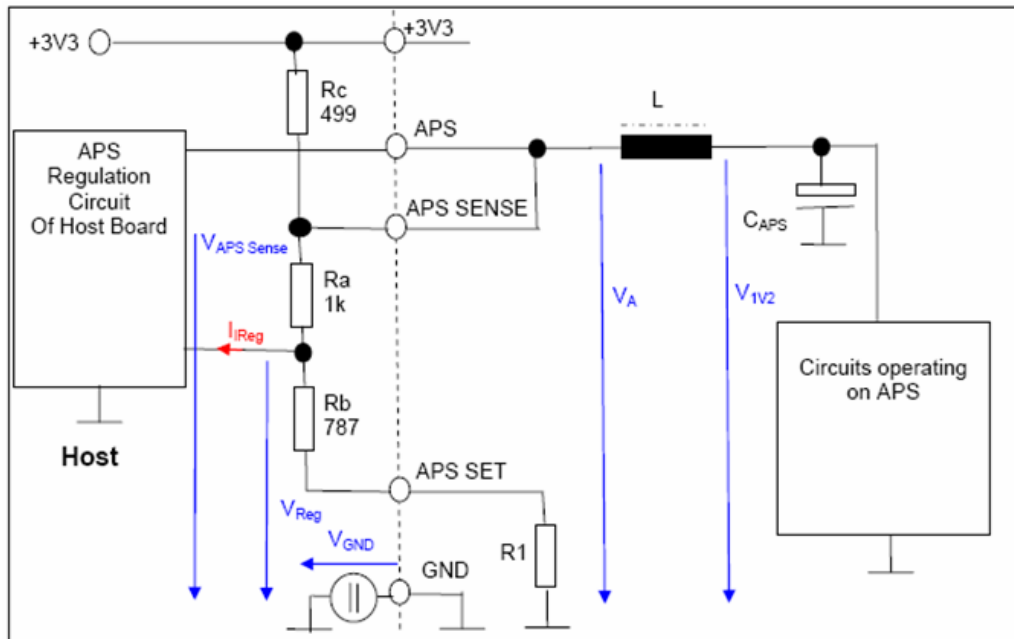 +3V3
+3V3
Rc
499
L
APS
APS
Regulation
Circuit
Of Host Board
APS SENSE
CAPS
VAPS Sense
Ra
1k
VA
V1V2
IIReg
Circuits operating
on APS
Rb
787
Host
APS SET
VReg
VGND
R1
GND